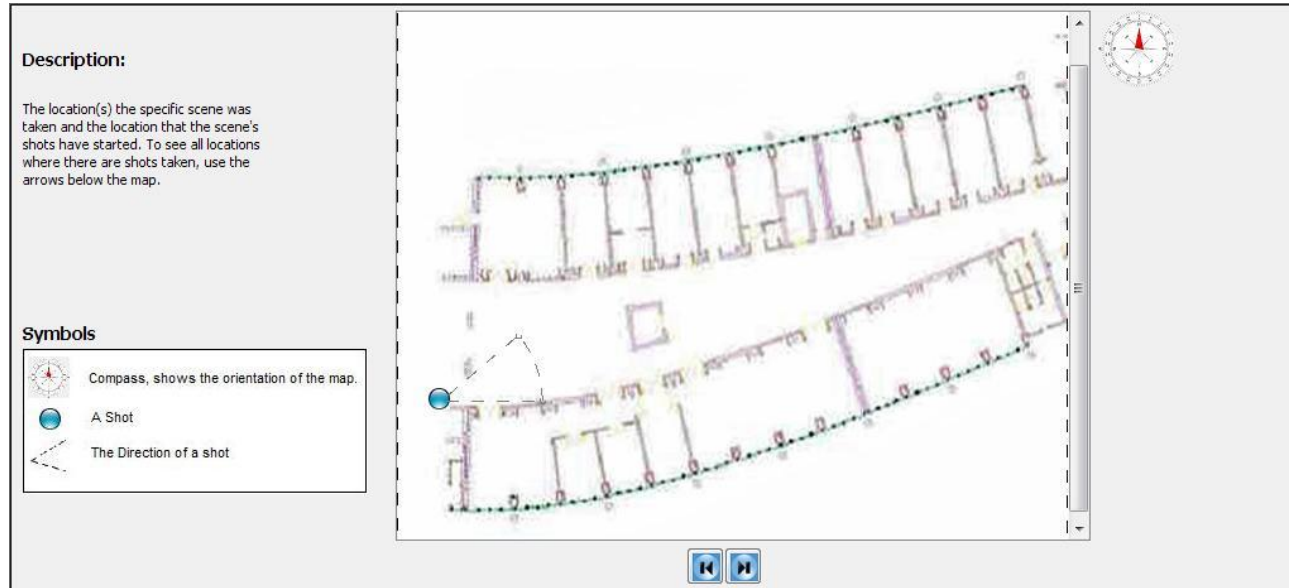 Description:
The location(s) the specific scene was
taken and the location that the scene's
shots have started. To see all locations
where there are shots taken, use the
arrows below the map.
Symbols
Compass, shows the orientation of the map.
A Shot
The Direction of a shot